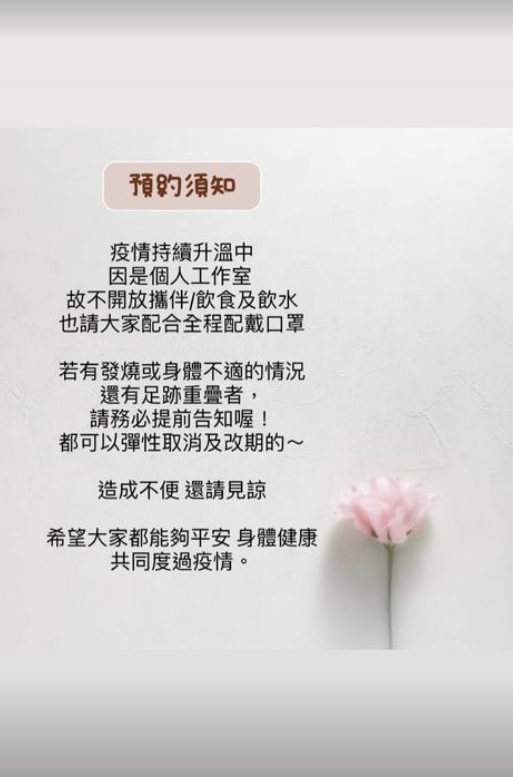 預約須知
疫情持續升溫中
因是個人工作室
故不開放攜伴/飲食及飲水
也請大家配合全程配戴口罩
若有發燒或身體不適的情況
還有足跡重疊者，
請務必提前告知喔！
都可以彈性取消及改期的～
造成不便 還請見諒
希望大家都能夠平安 身體健康
共同度過疫情。